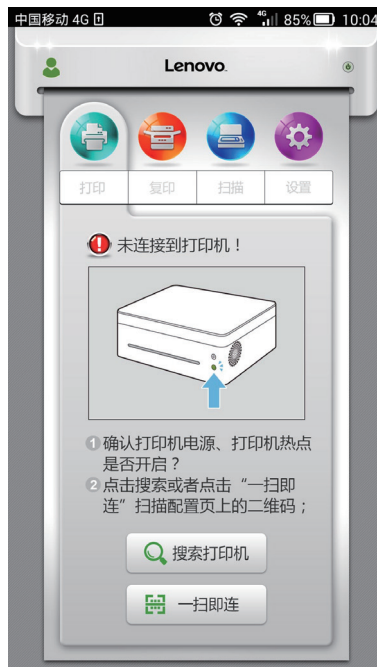 中国移动 4G 4G 85% 10:04
Lenovo.
打印 复印 扫描 设置
未连接到打印机！
1 确认打印机电源、打印机热点
是否开启？
2 点击搜索或者点击“一扫即
连”扫描配置页上的二维码；
搜索打印机
一扫即连